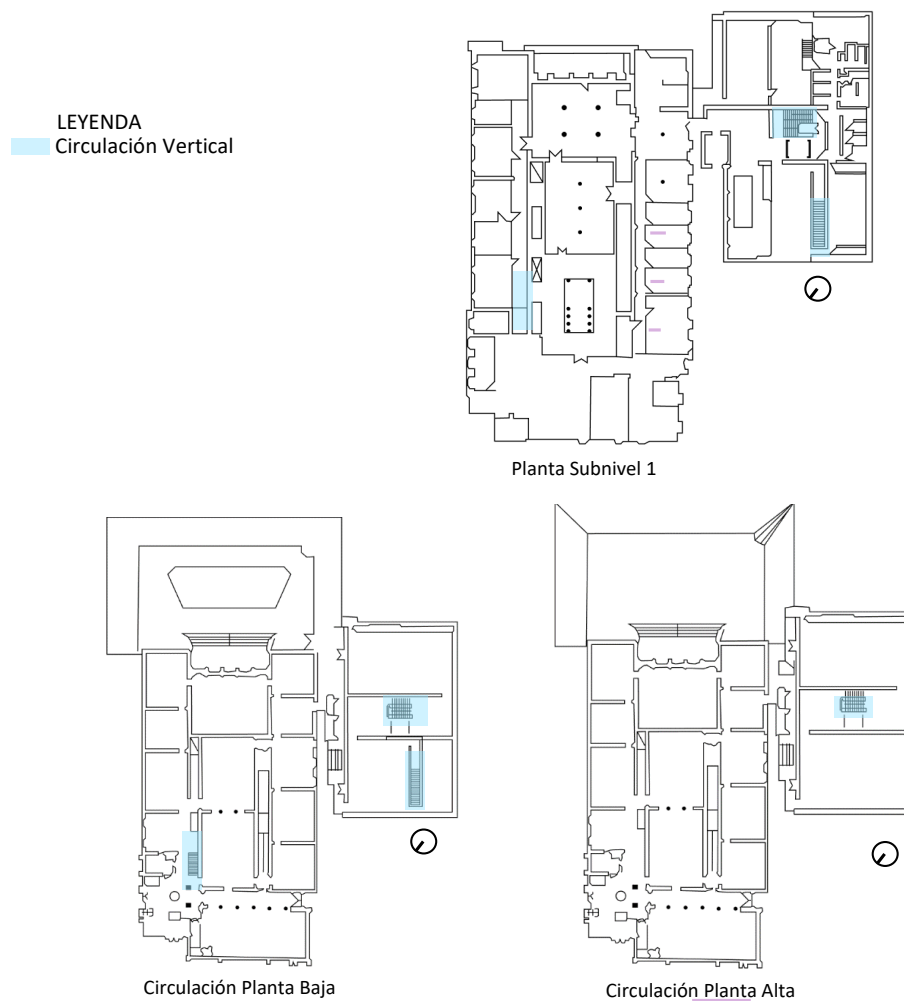 LEYENDA
Circulación Vertical
Planta Subnivel 1
Circulación Planta Baja
Circulación Planta Alta